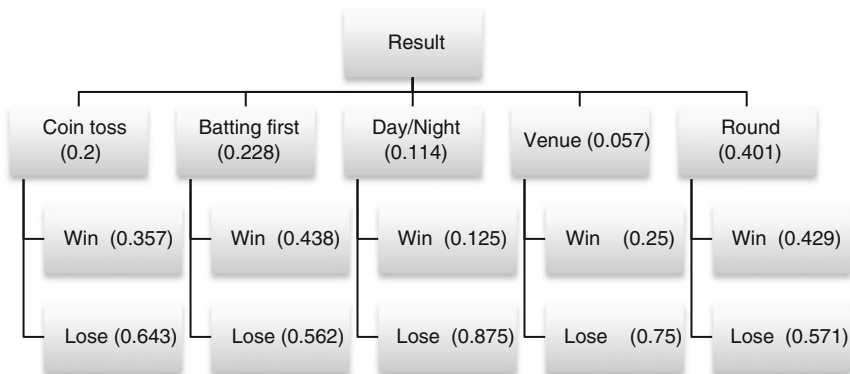 Result
Coin toss
(0.2)
Batting first
(0.228)
Day/Night
(0.114)
Venue (0.057)
Round
(0.401)
Win (0.357)
Win (0.438)
Win (0.125)
Win (0.25)
Win (0.429)
Lose (0.643)
Lose (0.562)
Lose (0.875)
Lose (0.75)
Lose (0.571)